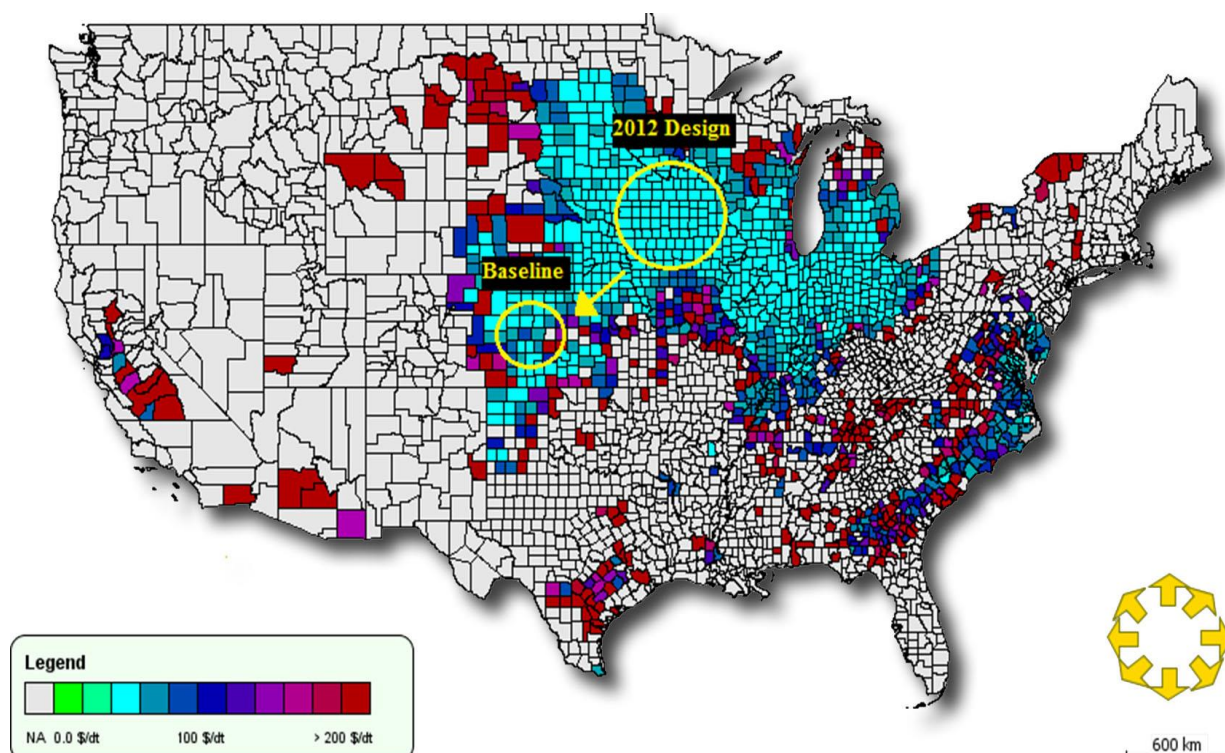 2012 Design
Baseline
Legend
NA 0.0 $/dt 100 $/dt > 200 $/dt
600 km